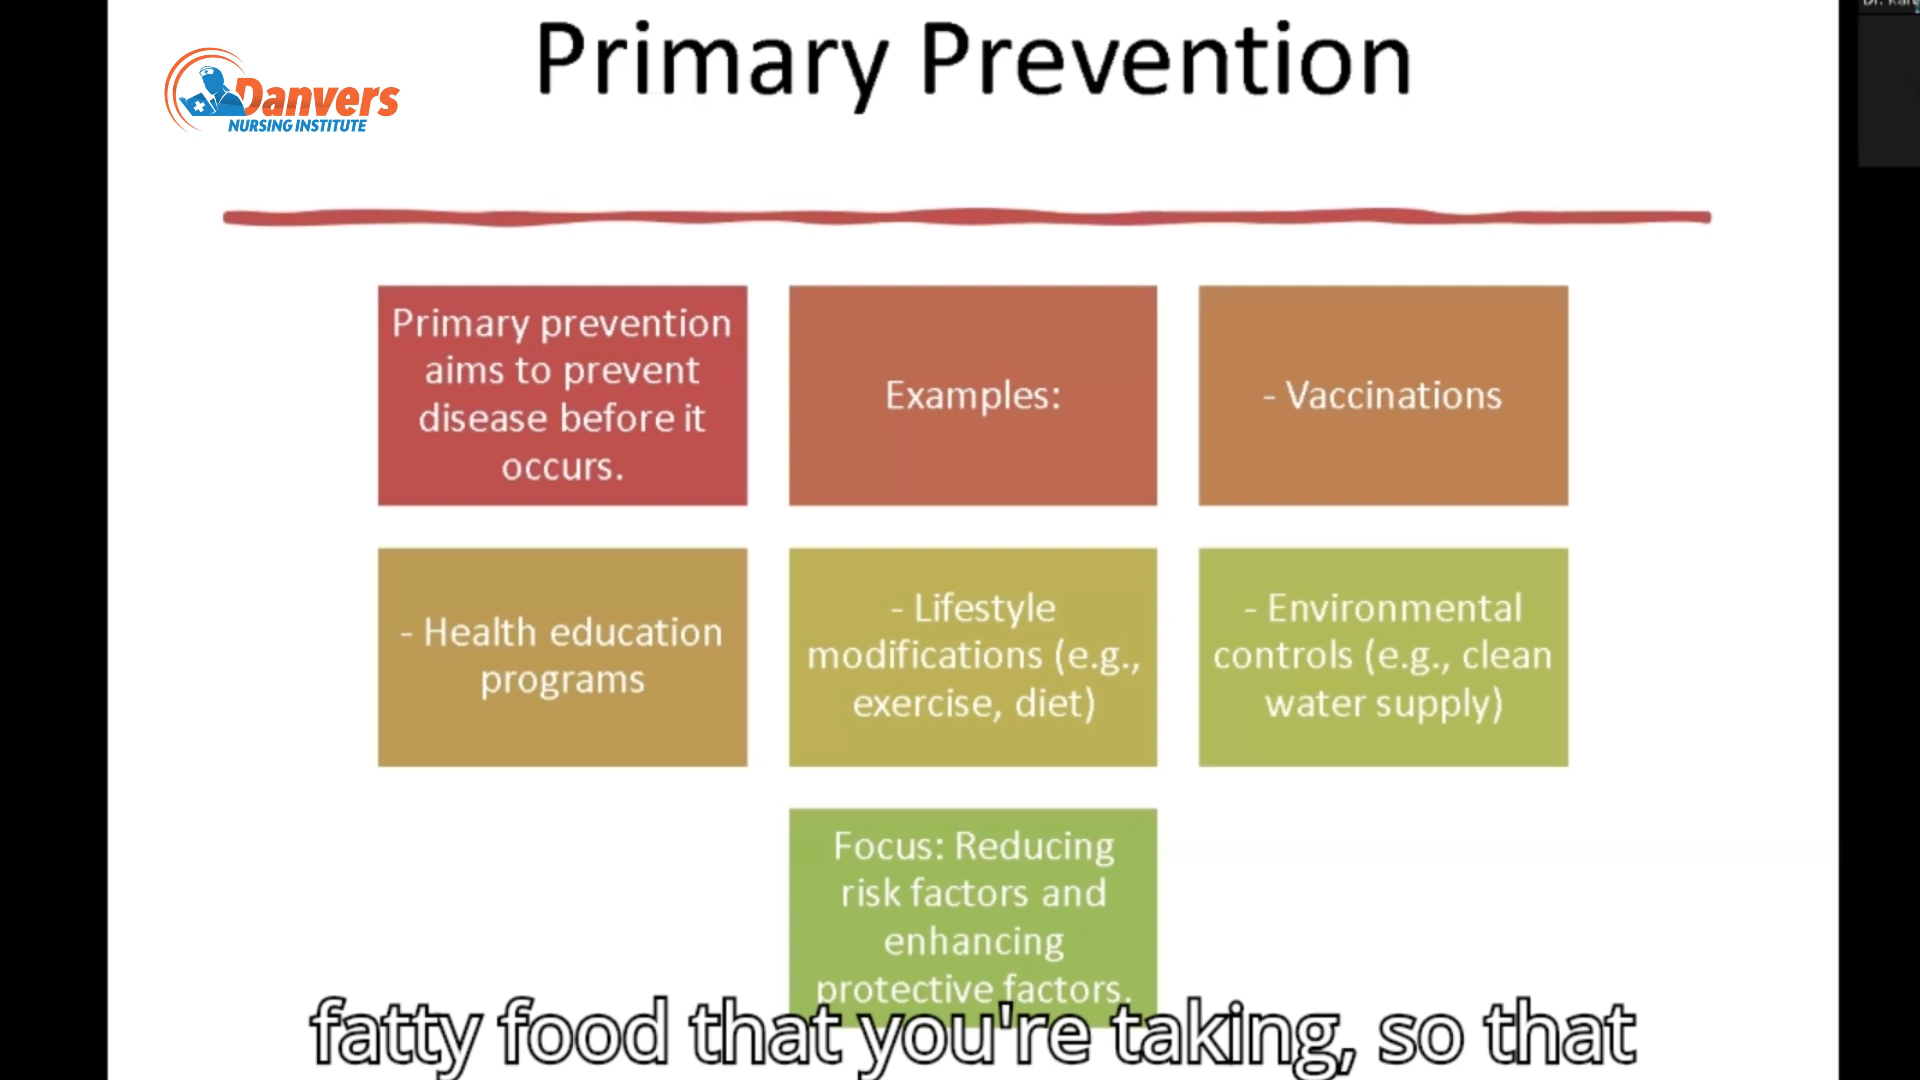 Primary Prevention
Danvers
NURSING INSTITUTE
Primary prevention
aims to prevent
disease before it
occurs.
Examples:
- Vaccinations
- Health education
programs
- Lifestyle
modifications (e.g.,
exercise, diet)
- Environmental
controls (e.g., clean
water supply)
Focus: Reducing
risk factors and
enhancing
protective factors.
fatty food that you're taking, so that